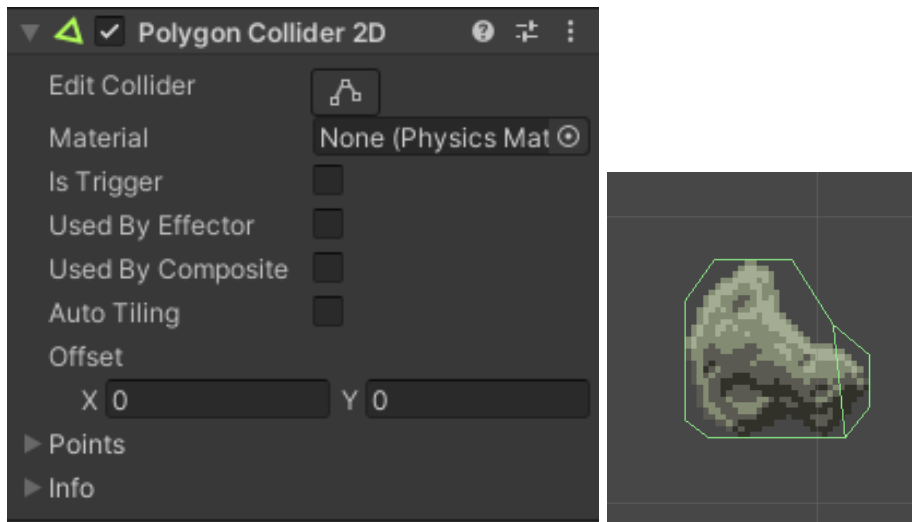 Polygon Collider 2D
Edit Collider
Material None (Physics Mat
Is Trigger
Used By Effector
Used By Composite
Auto Tiling
Offset
X 0 Y 0
Points
Info